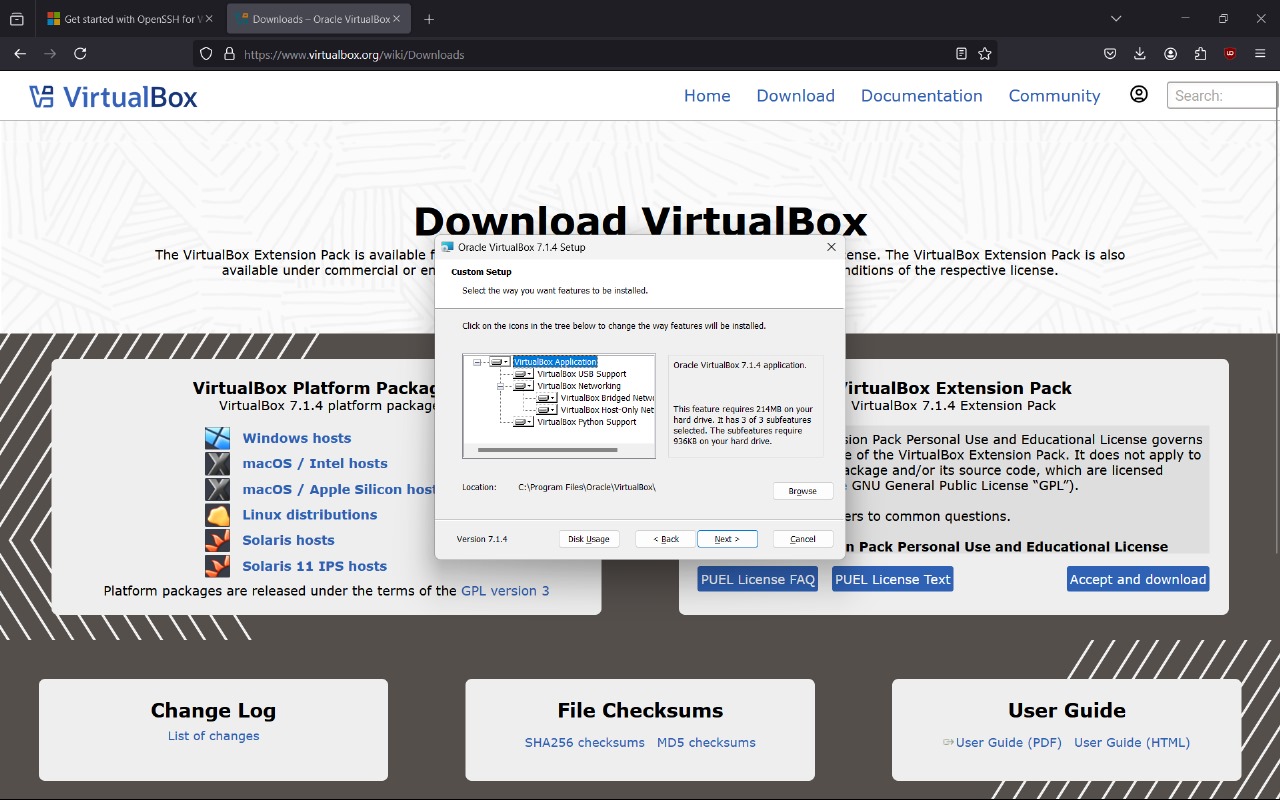 Get started with OpenSSH for W
Downloads – Oracle VirtualBox
https://www.virtualbox.org/wiki/Downloads
VirtualBox
Home
Download
Documentation
Community
Search:
Download VirtualBox
The VirtualBox Extension Pack is available f
ense. The VirtualBox Extension Pack is also
available under commercial or en
nditions of the respective license.
Oracle VirtualBox 7.1.4 Setup
Custom Setup
Select the way you want features to be installed.
Click on the icons in the tree below to change the way features will be installed.
VirtualBox Application
VirtualBox USB Support
VirtualBox Networking
VirtualBox Bridged Netw
VirtualBox Host-Only Net
VirtualBox Python Support
Oracle VirtualBox 7.1.4 application.
This feature requires 214MB on your
hard drive. It has 3 of 3 subfeatures
selected. The subfeatures require
936KB on your hard drive.
Location:
C:\Program Files\Oracle\VirtualBox\
Browse
Version 7.1.4
Disk Usage
< Back
Next >
Cancel
VirtualBox Platform Packag
VirtualBox 7.1.4 platform package
Windows hosts
macOS / Intel hosts
macOS / Apple Silicon host
Linux distributions
Solaris hosts
Solaris 11 IPS hosts
Platform packages are released under the terms of the GPL version 3
VirtualBox Extension Pack
VirtualBox 7.1.4 Extension Pack
sion Pack Personal Use and Educational License governs
e of the VirtualBox Extension Pack. It does not apply to
ackage and/or its source code, which are licensed
GNU General Public License “GPL”).
ers to common questions.
n Pack Personal Use and Educational License
PUEL License FAQ
PUEL License Text
Accept and download
Change Log
List of changes
File Checksums
SHA256 checksums
MD5 checksums
User Guide
User Guide (PDF)
User Guide (HTML)